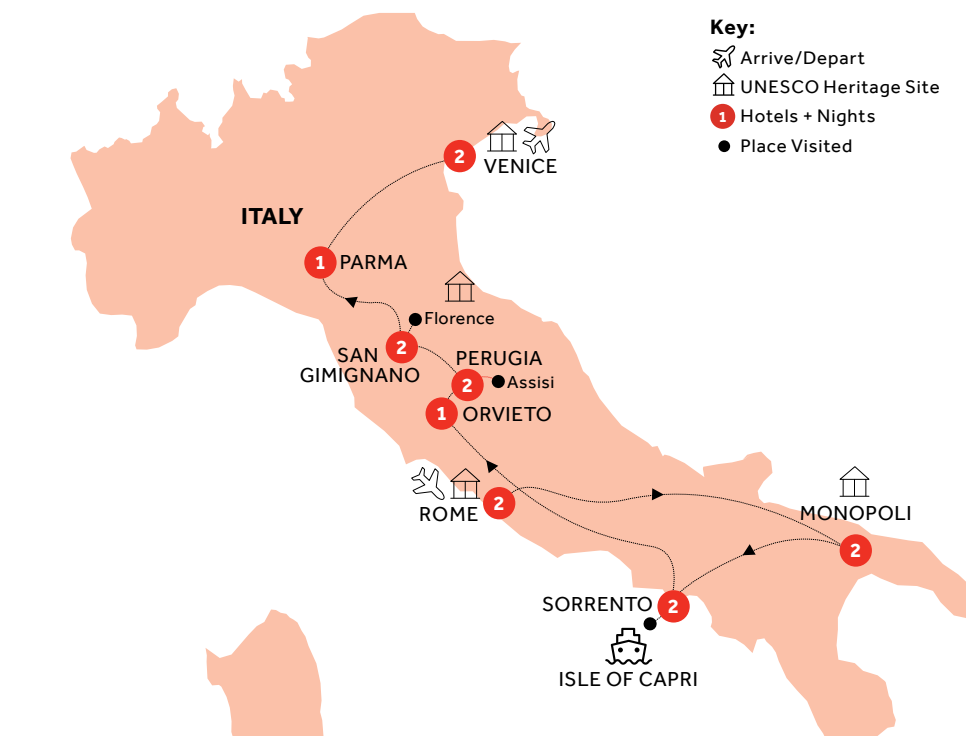 Key:
Arrive/Depart
UNESCO Heritage Site
1 Hotels + Nights
Place Visited
2
VENICE
ITALY
1 PARMA
Florence
2
SAN
GIMIGNANO
PERUGIA
2 Assisi
1 ORVIETO
2
ROME
MONOPOLI
2
SORRENTO 2
ISLE OF CAPRI